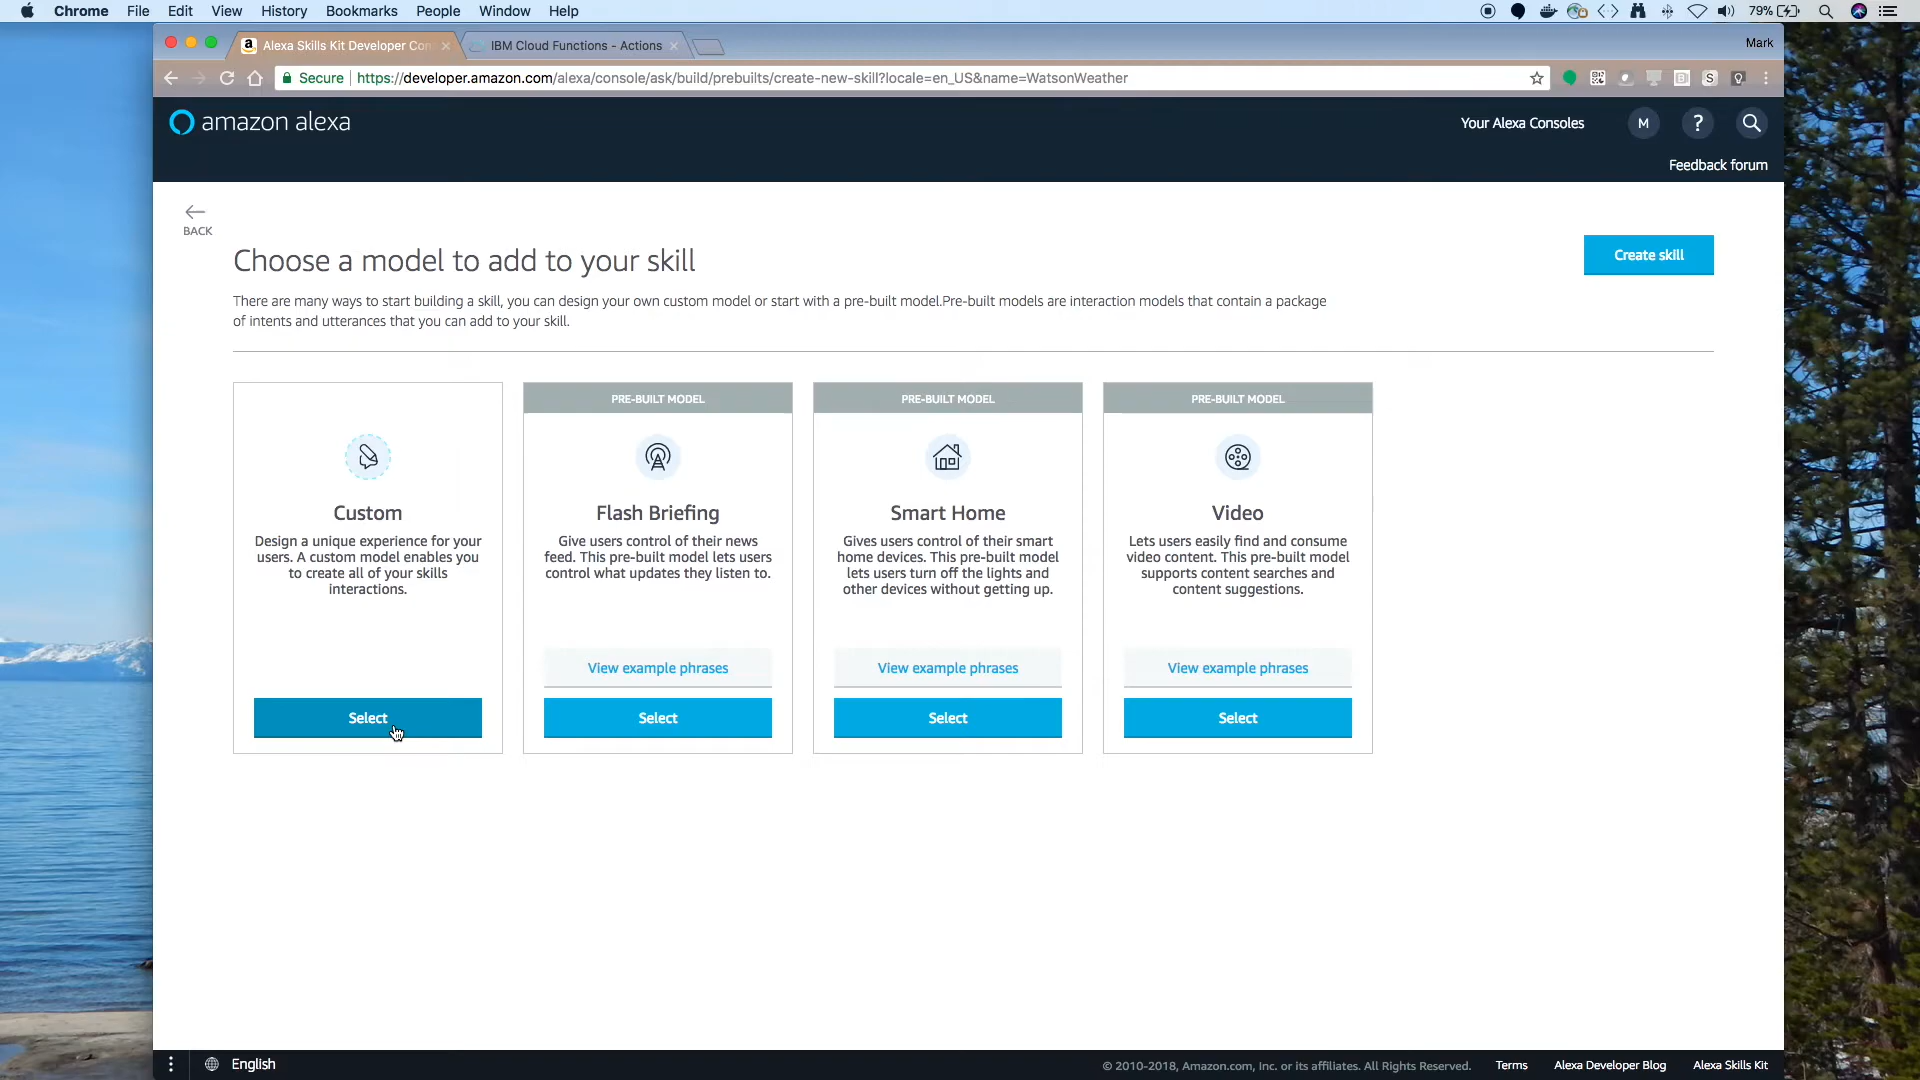 Chrome File Edit View History Bookmarks People Window Help 79%
Alexa Skills Kit Developer Con IBM Cloud Functions - Actions Mark
Secure https://developer.amazon.com/alexa/console/ask/build/prebuilts/create-new-skill?locale=en_US&name=WatsonWeather
amazon alexa Your Alexa Consoles M ?
Feedback forum
BACK
Choose a model to add to your skill Create skill
There are many ways to start building a skill, you can design your own custom model or start with a pre-built model.Pre-built models are interaction models that contain a package
of intents and utterances that you can add to your skill.
Custom
Design a unique experience for your
users. A custom model enables you
to create all of your skills
interactions.
Select
PRE-BUILT MODEL
Flash Briefing
Give users control of their news
feed. This pre-built model lets users
control what updates they listen to.
View example phrases
Select
PRE-BUILT MODEL
Smart Home
Gives users control of their smart
home devices. This pre-built model
lets users turn off the lights and
other devices without getting up.
View example phrases
Select
PRE-BUILT MODEL
Video
Lets users easily find and consume
video content. This pre-built model
supports content searches and
content suggestions.
View example phrases
Select
English © 2010-2018, Amazon.com, Inc. or its affiliates. All Rights Reserved. Terms Alexa Developer Blog Alexa Skills Kit